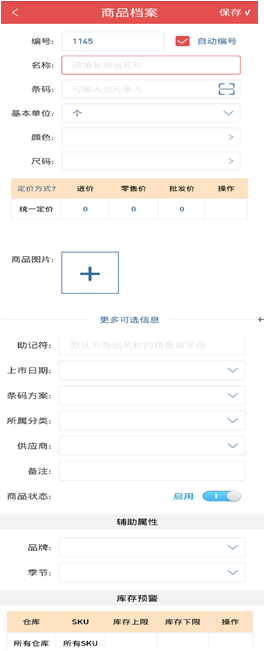 商品档案 保存 √
编号: 1145 自动编号
名称: 请填写商品名称
条码: 可输入也可录入
基本单位: 个
颜色:
尺码:
定价方式? 进价 零售价 批发价 操作
统一定价 0 0 0
商品图片:
更多可选信息
助记符: 默认为商品名称的拼音首字母
上市日期:
条码方案:
所属分类:
供应商:
备注:
商品状态: 启用
辅助属性
品牌:
季节:
库存预警
仓库 SKU 库存上限 库存下限 操作
所有仓库 所有SKU